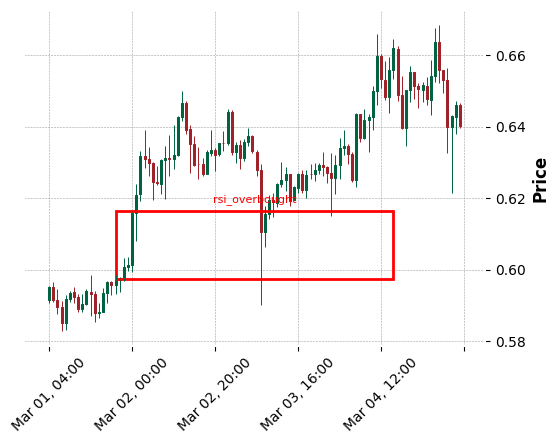 0.66
0.64
0.62
0.60
0.58
Price
rsi_overbought
Mar 01, 04:00
Mar 02, 00:00
Mar 02, 20:00
Mar 03, 16:00
Mar 04, 12:00